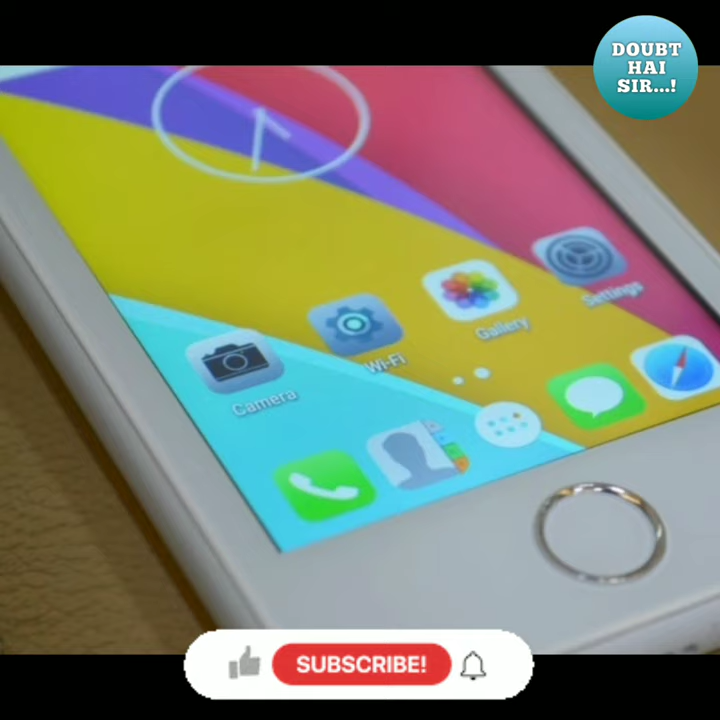 DOUBT
HAI
SIR...!
Settings
Gallery
Wi-Fi
Camera
SUBSCRIBE!